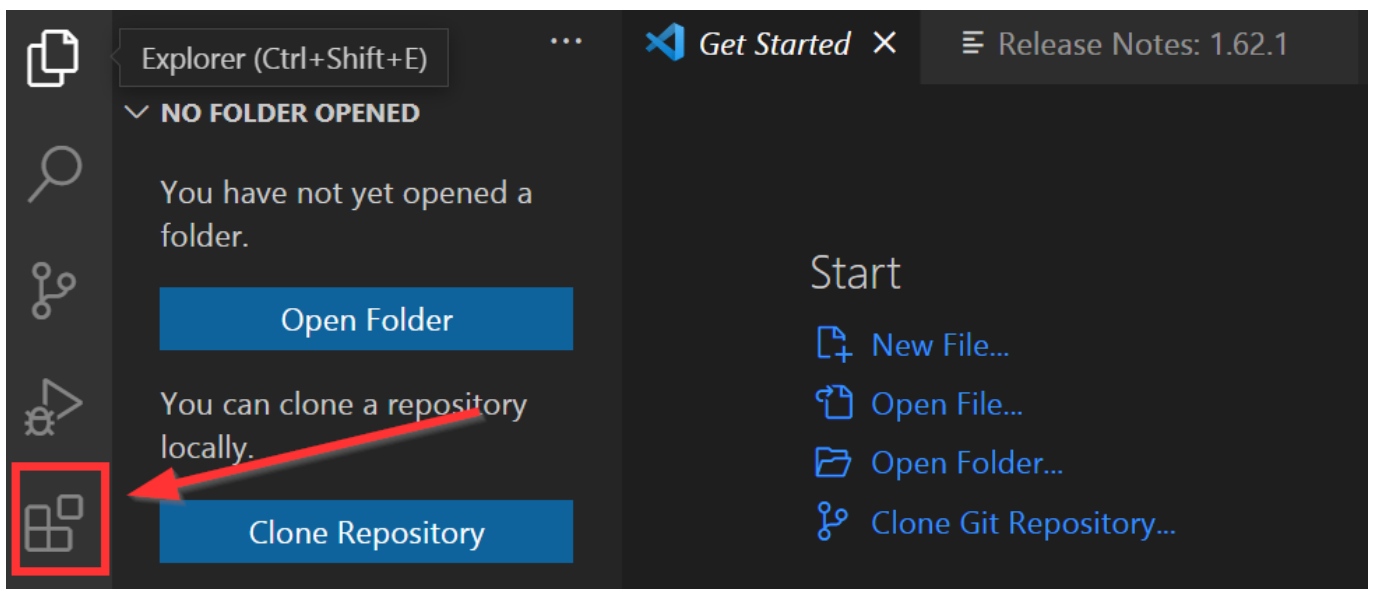 Explorer (Ctrl+Shift+E)
...
Get Started
Release Notes: 1.62.1
NO FOLDER OPENED
You have not yet opened a
folder.
Open Folder
You can clone a repository
locally.
Clone Repository
Start
New File...
Open File...
Open Folder...
Clone Git Repository...